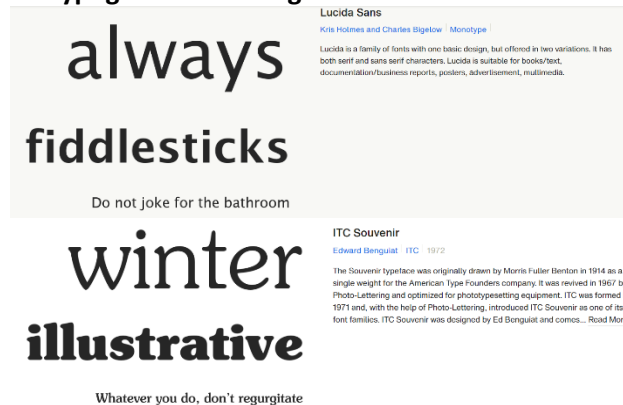 always
fiddlesticks
Do not joke for the bathroom
Lucida Sans
Kris Holmes and Charles Bigelow | Monotype |
Lucida is a family of fonts with one basic design, but offered in two variations. It has
both serif and sans serif characters. Lucida is suitable for books/text,
documentation/business reports, posters, advertisement, multimedia.
winter
illustrative
Whatever you do, don't regurgitate
ITC Souvenir
Edward Benguiat | ITC | 1972
The Souvenir typeface was originally drawn by Morris Fuller Benton in 1914 as a
single weight for the American Type Founders company. It was revived in 1967 b
Photo-Lettering and optimized for phototypesetting equipment. ITC was formed
1971 and, with the help of Photo-Lettering, introduced ITC Souvenir as one of its
font families. ITC Souvenir was designed by Ed Benguiat and comes... Read Mor